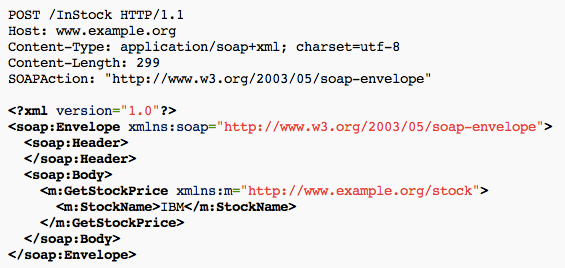 POST /InStock HTTP/1.1
Host: www.example.org
Content-Type: application/soap+xml; charset=utf-8
Content-Length: 299
SOAPAction: "http://www.w3.org/2003/05/soap-envelope"

<?xml version="1.0"?>
<soap:Envelope xmlns:soap="http://www.w3.org/2003/05/soap-envelope">
  <soap:Header>
  </soap:Header>
  <soap:Body>
    <m:GetStockPrice xmlns:m="http://www.example.org/stock">
      <m:StockName>IBM</m:StockName>
    </m:GetStockPrice>
  </soap:Body>
</soap:Envelope>